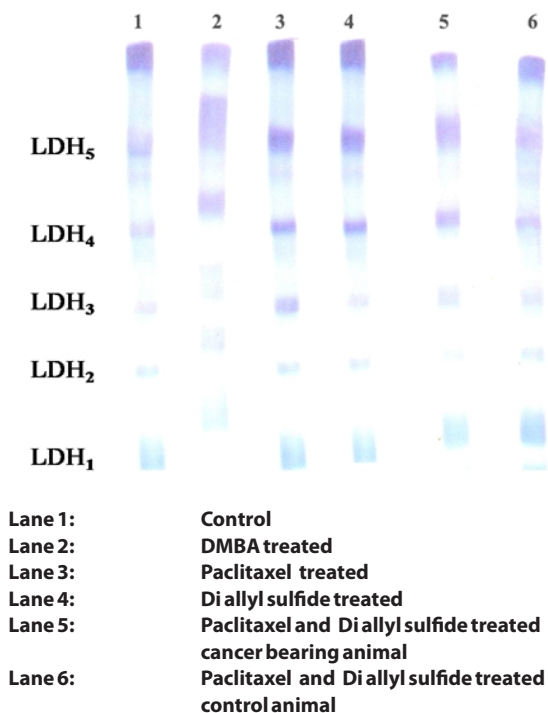 1 2 3 4 5 6
LDH₅
LDH₄
LDH₃
LDH₂
LDH₁
Lane 1: Control
Lane 2: DMBA treated
Lane 3: Paclitaxel treated
Lane 4: Di allyl sulfide treated
Lane 5: Paclitaxel and Di allyl sulfide treated
cancer bearing animal
Lane 6: Paclitaxel and Di allyl sulfide treated
control animal